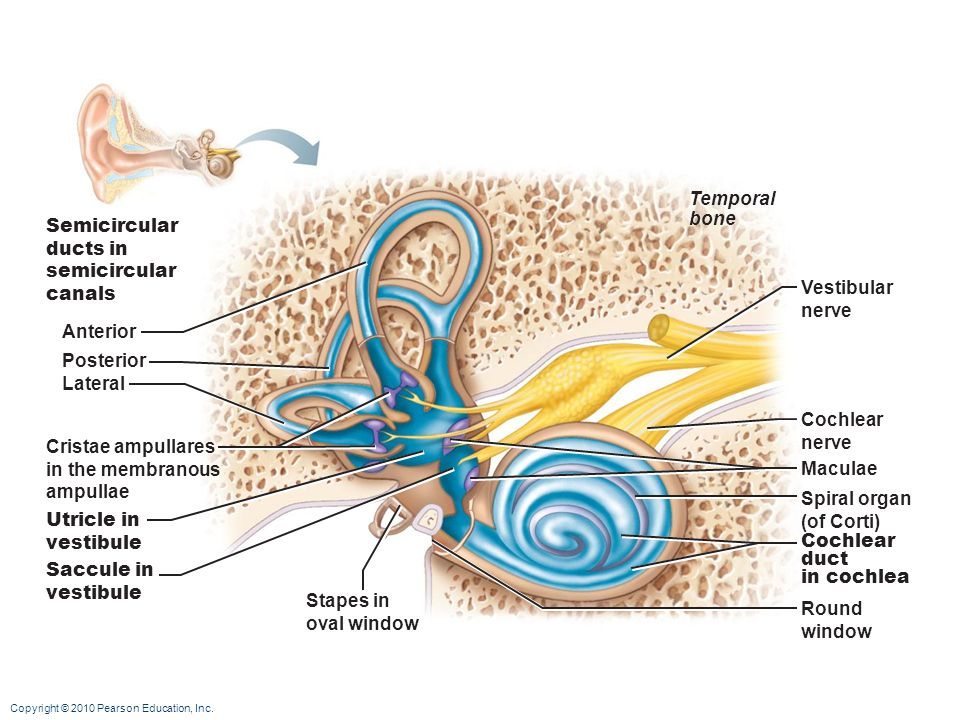 Temporal
bone
Semicircular
ducts in
semicircular
canals
Anterior
Posterior
Lateral
Cristae ampullares
in the membranous
ampullae
Utricle in
vestibule
Saccule in
vestibule
Stapes in
oval window
Vestibular
nerve
Cochlear
nerve
Maculae
Spiral organ
(of Corti)
Cochlear
duct
in cochlea
Round
window
Copyright © 2010 Pearson Education, Inc.